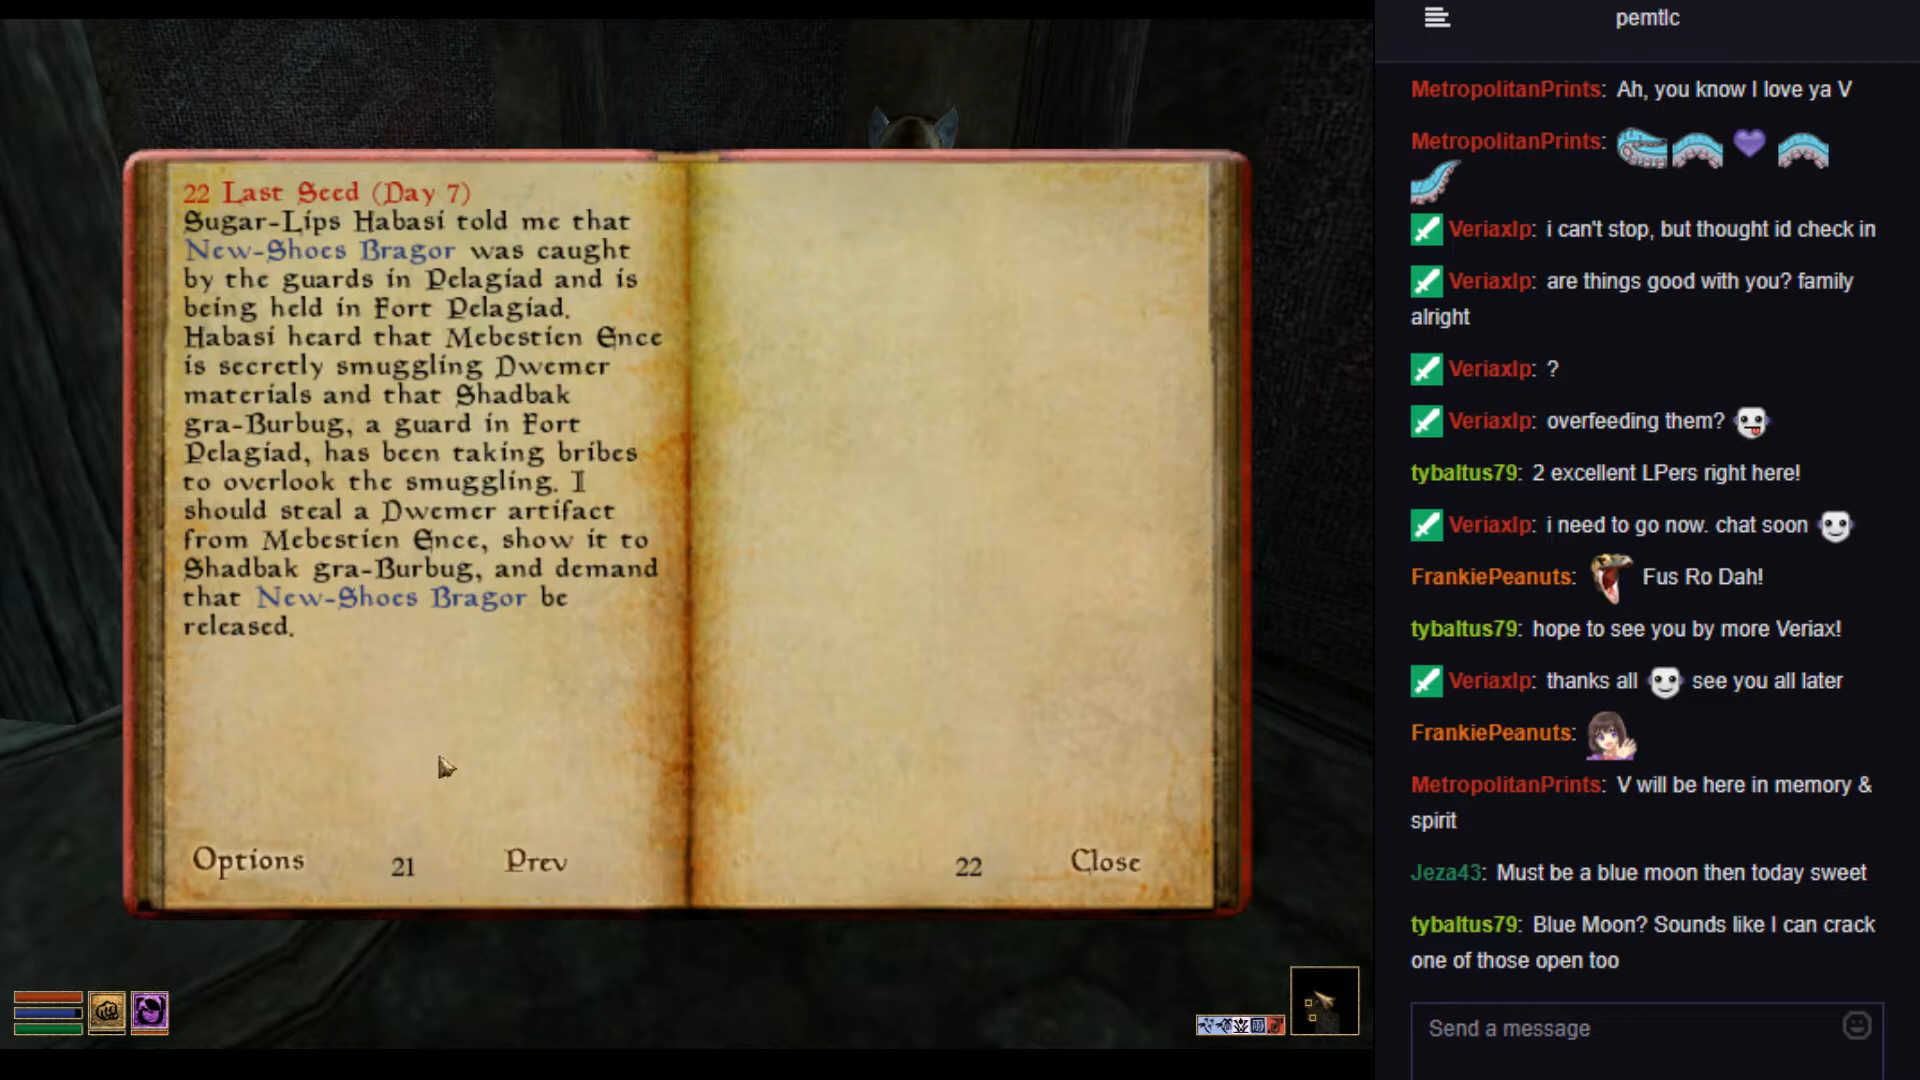 22 Last Seed (Day 7)
Sugar-Lips Habasi told me that
New-Shoes Bragor was caught
by the guards in Pelagiad and is
being held in Fort Pelagiad.
Habasi heard that Mebestien Ence
is secretly smuggling Dwemer
materials and that Shadbak
gra-Burbug, a guard in Fort
Pelagiad, has been taking bribes
to overlook the smuggling. I
should steal a Dwemer artifact
from Mebestien Ence, show it to
Shadbak gra-Burbug, and demand
that New-Shoes Bragor be
released.
Options
21
Prev
22
Close
pemtlc
MetropolitanPrints: Ah, you know I love ya V
MetropolitanPrints:
Veriaxlp: i can't stop, but thought id check in
Veriaxlp: are things good with you? family
alright
Veriaxlp: ?
Veriaxlp: overfeeding them?
tybaltus79: 2 excellent LPers right here!
Veriaxlp: i need to go now. chat soon
FrankiePeanuts: Fus Ro Dah!
tybaltus79: hope to see you by more Veriax!
Veriaxlp: thanks all see you all later
FrankiePeanuts:
MetropolitanPrints: V will be here in memory &
spirit
Jeza43: Must be a blue moon then today sweet
tybaltus79: Blue Moon? Sounds like I can crack
one of those open too
Send a message